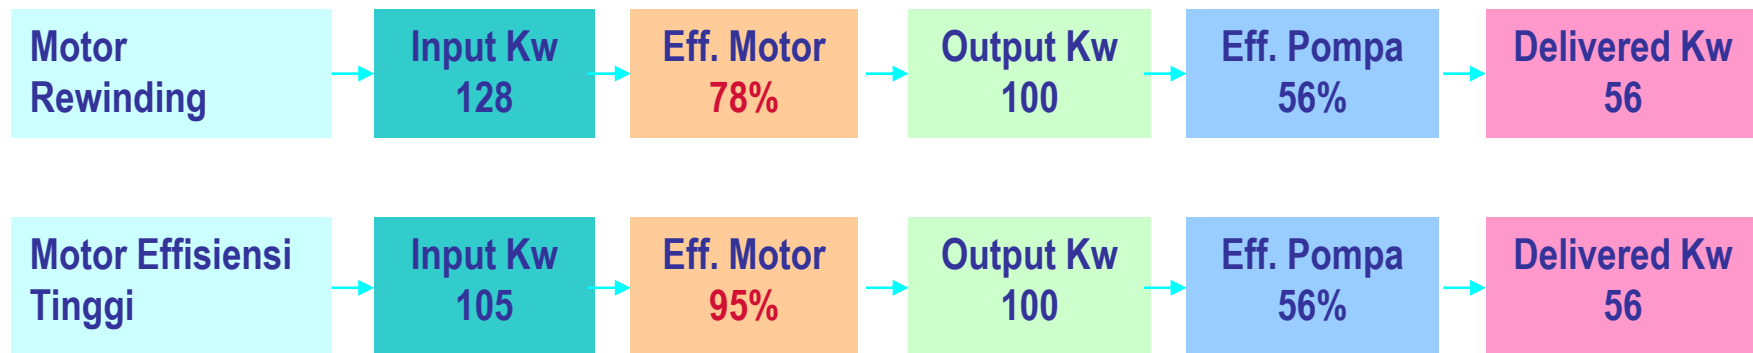 Motor
Rewinding
Input Kw
128
Eff. Motor
78%
Output Kw
100
Eff. Pompa
56%
Delivered Kw
56
Motor Effisiensi
Tinggi
Input Kw
105
Eff. Motor
95%
Output Kw
100
Eff. Pompa
56%
Delivered Kw
56